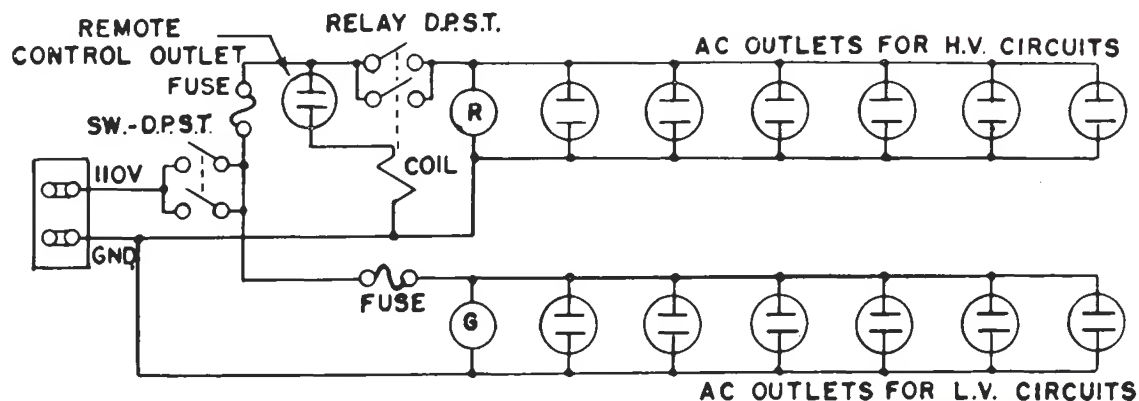 REMOTE
CONTROL OUTLET
RELAY D.P.S.T.
AC OUTLETS FOR H.V. CIRCUITS
FUSE
SW.-D.P.S.T.
R
COIL
110V
GND
FUSE
G
AC OUTLETS FOR L.V. CIRCUITS